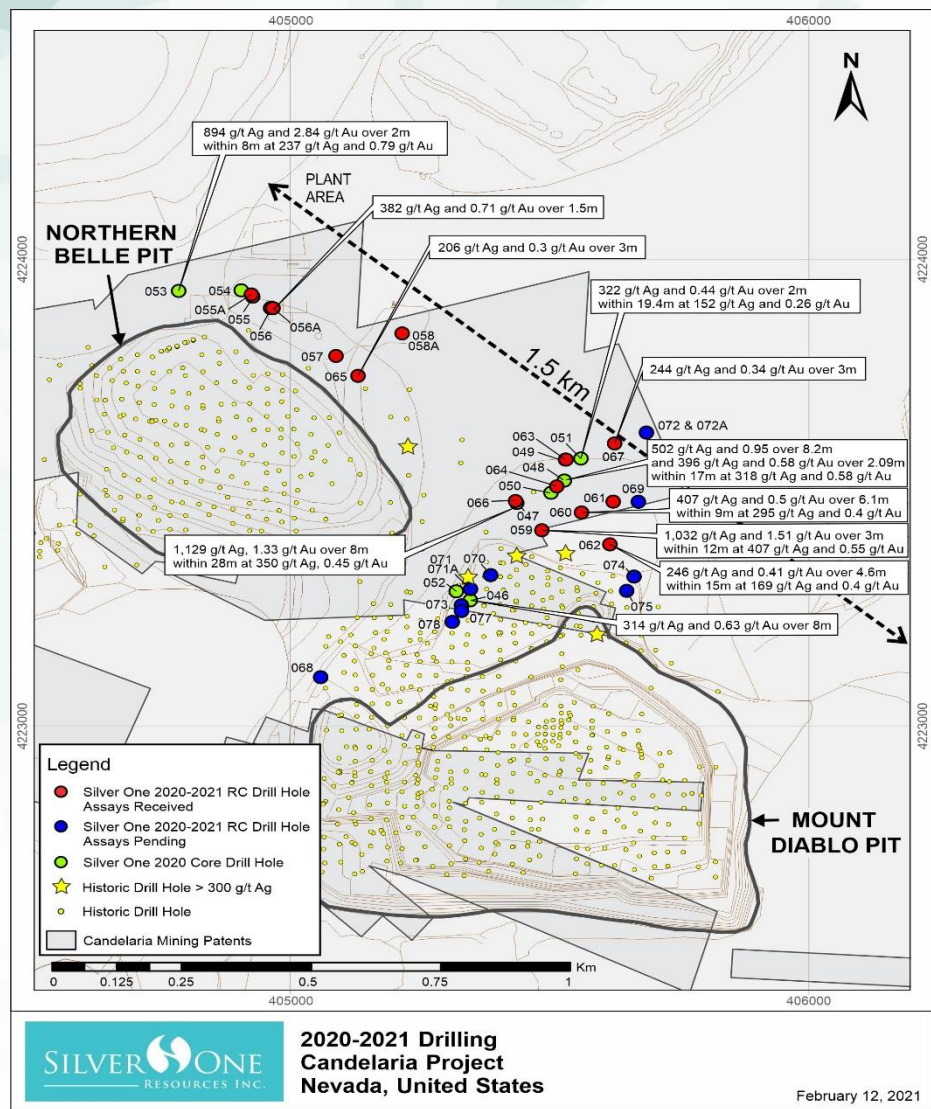 405000
406000
N
894 g/t Ag and 2.84 g/t Au over 2m
within 8m at 237 g/t Ag and 0.79 g/t Au
PLANT
AREA
382 g/t Ag and 0.71 g/t Au over 1.5m
NORTHERN
BELLE PIT
206 g/t Ag and 0.3 g/t Au over 3m
4224000
4224000
053
054
322 g/t Ag and 0.44 g/t Au over 2m
within 19.4m at 152 g/t Ag and 0.26 g/t Au
055A
055
056
056A
058
058A
057
065
1.5 km
244 g/t Ag and 0.34 g/t Au over 3m
072 & 072A
063
051
049
067
502 g/t Ag and 0.95 over 8.2m
and 396 g/t Ag and 0.58 g/t Au over 2.09m
within 17m at 318 g/t Ag and 0.58 g/t Au
048
064
050
069
061
066
047
060
407 g/t Ag and 0.5 g/t Au over 6.1m
within 9m at 295 g/t Ag and 0.4 g/t Au
059
1,032 g/t Ag and 1.51 g/t Au over 3m
within 12m at 407 g/t Ag and 0.55 g/t Au
1,129 g/t Ag, 1.33 g/t Au over 8m
within 28m at 350 g/t Ag, 0.45 g/t Au
062
071
071A
070
074
246 g/t Ag and 0.41 g/t Au over 4.6m
within 15m at 169 g/t Ag and 0.4 g/t Au
052
046
075
073
077
078
314 g/t Ag and 0.63 g/t Au over 8m
068
4223000
4223000
Legend
Silver One 2020-2021 RC Drill Hole
Assays Received
Silver One 2020-2021 RC Drill Hole
Assays Pending
Silver One 2020 Core Drill Hole
Historic Drill Hole > 300 g/t Ag
Historic Drill Hole
Candelaria Mining Patents
MOUNT
DIABLO PIT
Km
0 0.125 0.25 0.5 0.75 1
405000
406000
SILVER ONE
RESOURCES INC.
2020-2021 Drilling
Candelaria Project
Nevada, United States
February 12, 2021